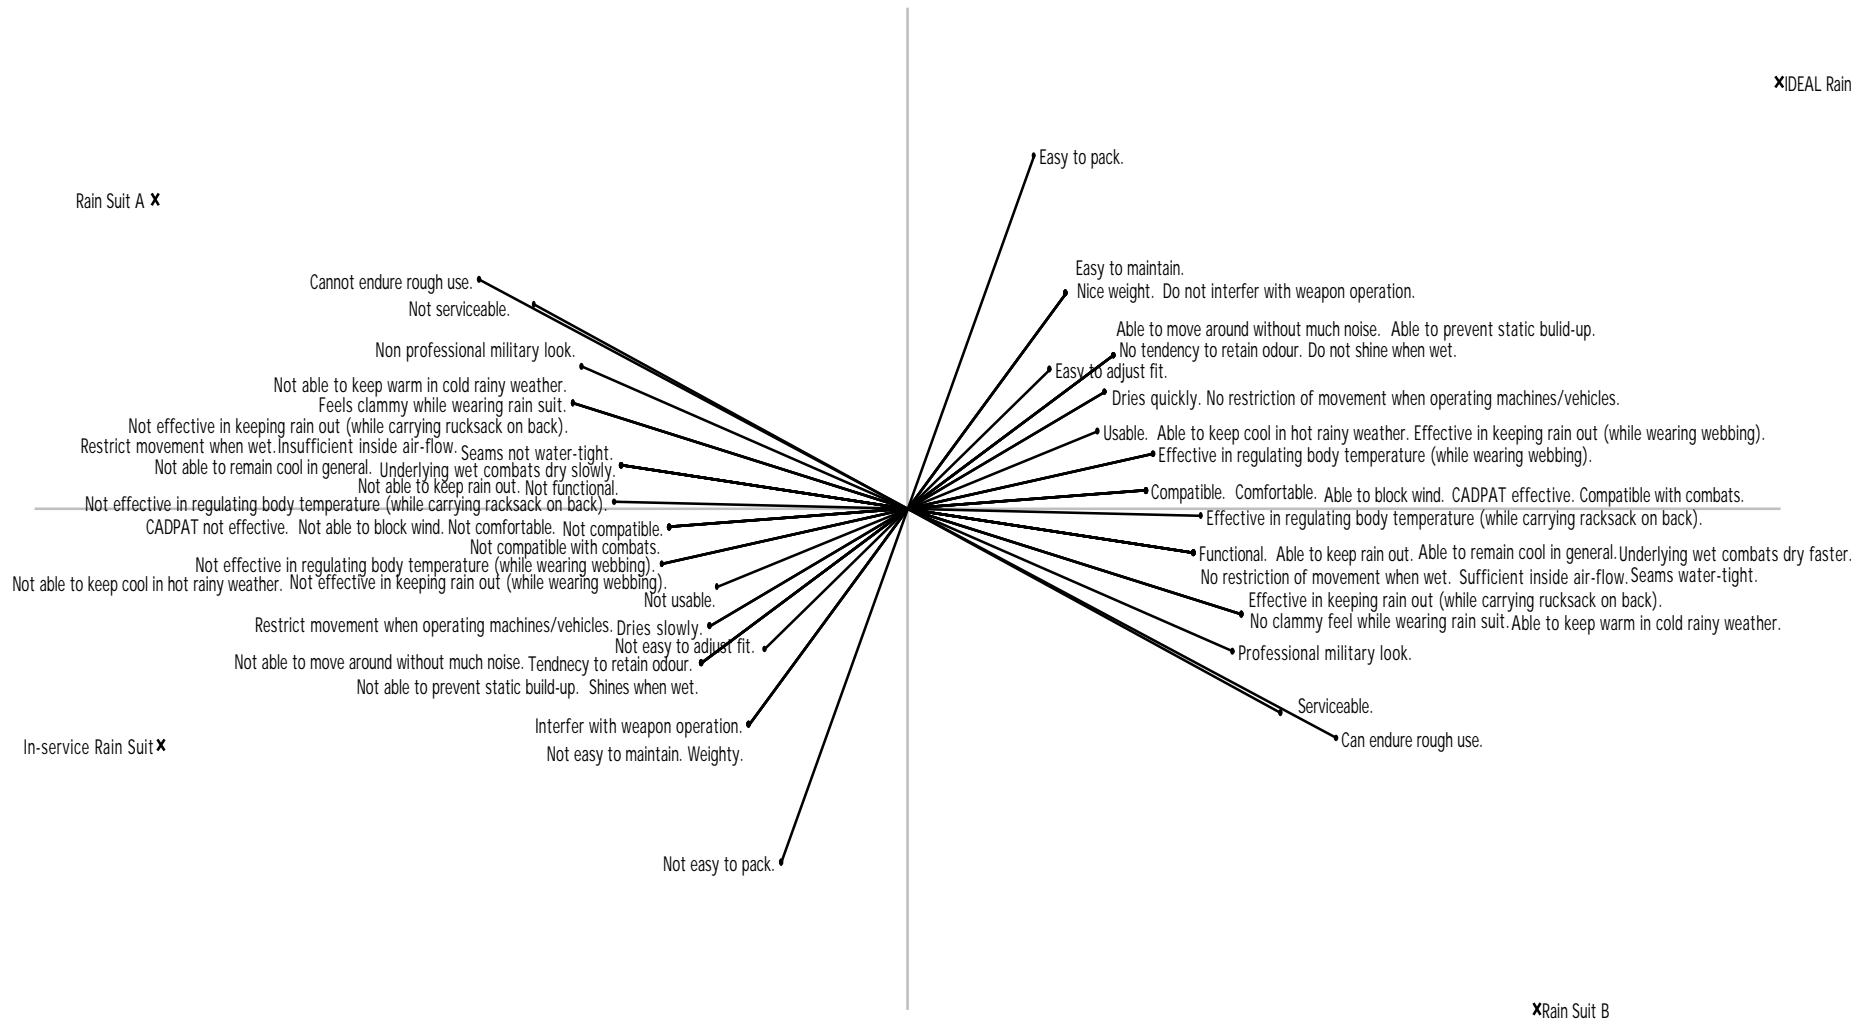 IDEAL Rain
Easy to pack.
Rain Suit A
Easy to maintain.
Cannot endure rough use.
Nice weight. Do not interfer with weapon operation.
Not serviceable.
Able to move around without much noise. Able to prevent static bulid-up.
Non professional military look.
No tendency to retain odour. Do not shine when wet.
Easy to adjust fit.
Not able to keep warm in cold rainy weather.
Dries quickly. No restriction of movement when operating machines/vehicles.
Feels clammy while wearing rain suit.
Not effective in keeping rain out (while carrying rucksack on back).
Usable. Able to keep cool in hot rainy weather. Effective in keeping rain out (while wearing webbing).
Restrict movement when wet. Insufficient inside air-flow. Seams not water-tight.
Effective in regulating body temperature (while wearing webbing).
Not able to remain cool in general. Underlying wet combats dry slowly.
Not able to keep rain out. Not functional.
Compatible. Comfortable. Able to block wind. CADPAT effective. Compatible with combats.
Not effective in regulating body temperature (while carrying racksack on back).
Effective in regulating body temperature (while carrying racksack on back).
CADPAT not effective. Not able to block wind. Not comfortable. Not compatible.
Not compatible with combats.
Functional. Able to keep rain out. Able to remain cool in general. Underlying wet combats dry faster.
Not effective in regulating body temperature (while wearing webbing).
No restriction of movement when wet. Sufficient inside air-flow. Seams water-tight.
Not able to keep cool in hot rainy weather. Not effective in keeping rain out (while wearing webbing).
Not usable.
Effective in keeping rain out (while carrying rucksack on back).
No clammy feel while wearing rain suit. Able to keep warm in cold rainy weather.
Restrict movement when operating machines/vehicles. Dries slowly.
Not easy to adjust fit.
Professional military look.
Not able to move around without much noise. Tendnecy to retain odour.
Not able to prevent static build-up. Shines when wet.
Serviceable.
Interfer with weapon operation.
Can endure rough use.
In-service Rain Suit
Not easy to maintain. Weighty.
Not easy to pack.
Rain Suit B